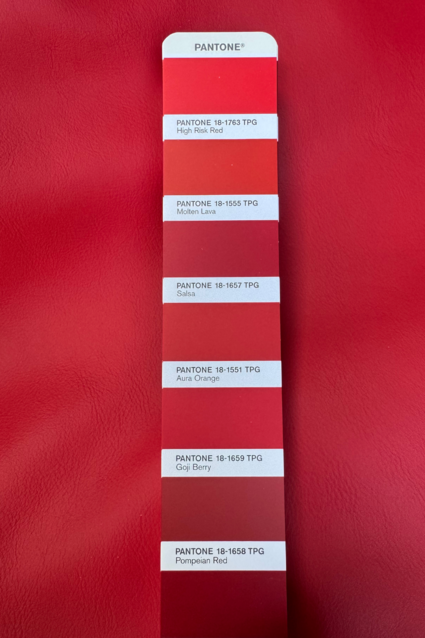 PANTONE®
PANTONE 18-1763 TPG
High Risk Red
PANTONE 18-1555 TPG
Molten Lava
PANTONE 18-1657 TPG
Salsa
PANTONE 18-1551 TPG
Aura Orange
PANTONE 18-1659 TPG
Goji Berry
PANTONE 18-1658 TPG
Pompeian Red